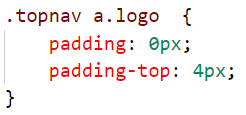 .topnav a.logo  {
    padding: 0px;
    padding-top: 4px;
}